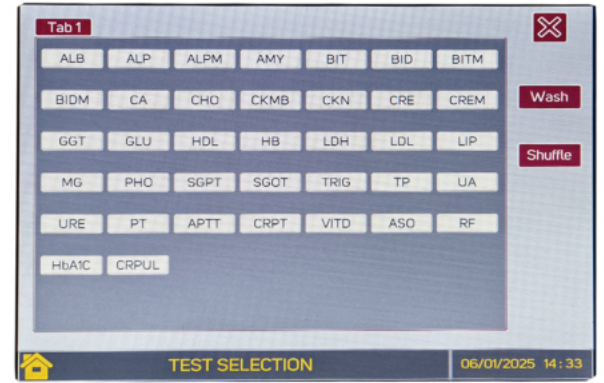 Tab 1
ALB ALP ALPM AMY BIT BID BITM
BIDM CA CHO CKMB CKN CRE CREM
Wash
GGT GLU HDL HB LDH LDL LIP
Shuffle
MG PHO SGPT SGOT TRIG TP UA
URE PT APTT CRPT VITD ASO RF
HbA1C CRPUL
TEST SELECTION
06/01/2025 14:33